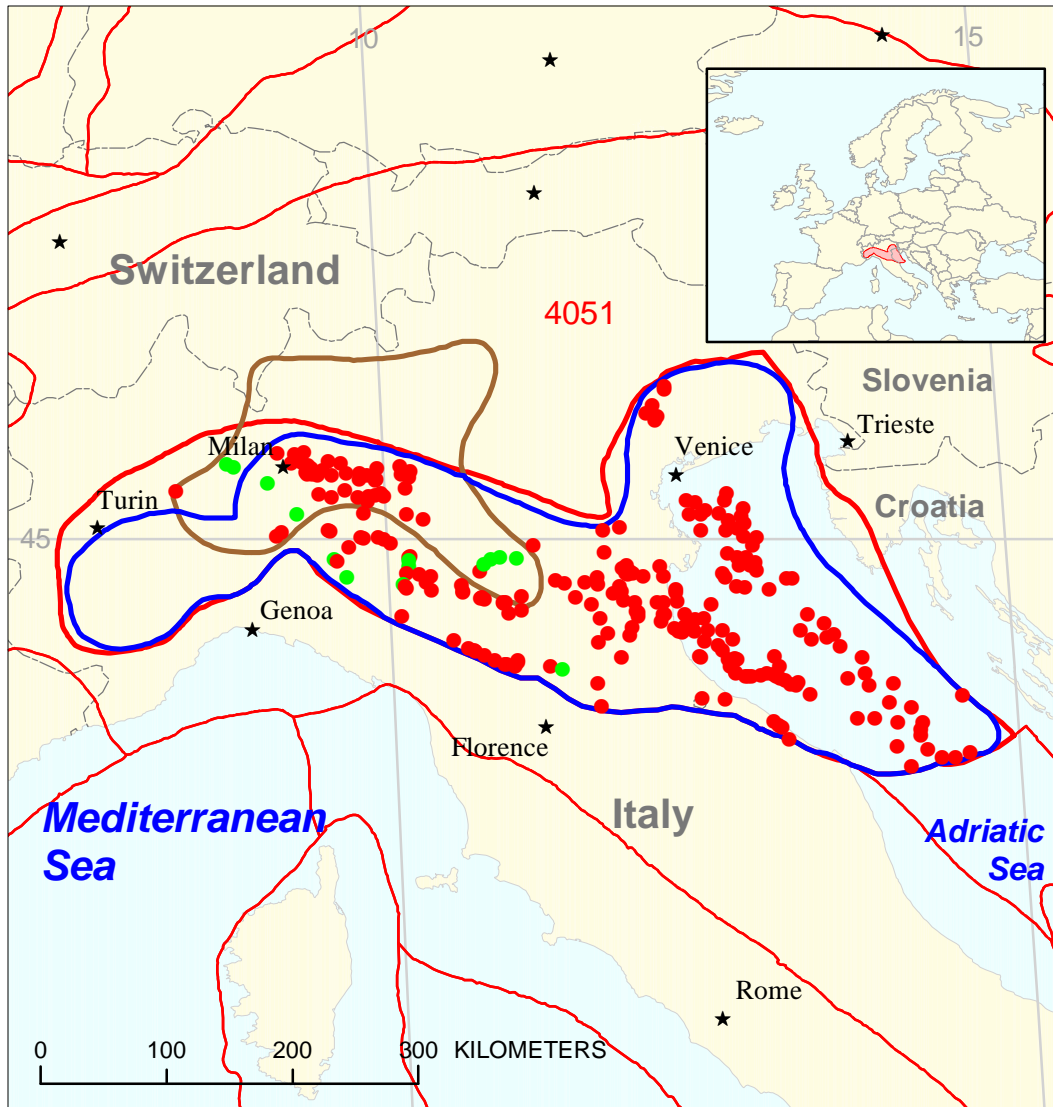 10
15
Switzerland
4051
Slovenia
Milan
Venice
Trieste
Turin
Croatia
45
Genoa
Florence
Mediterranean
Sea
Italy
Adriatic
Sea
Rome
0 100 200 300 KILOMETERS